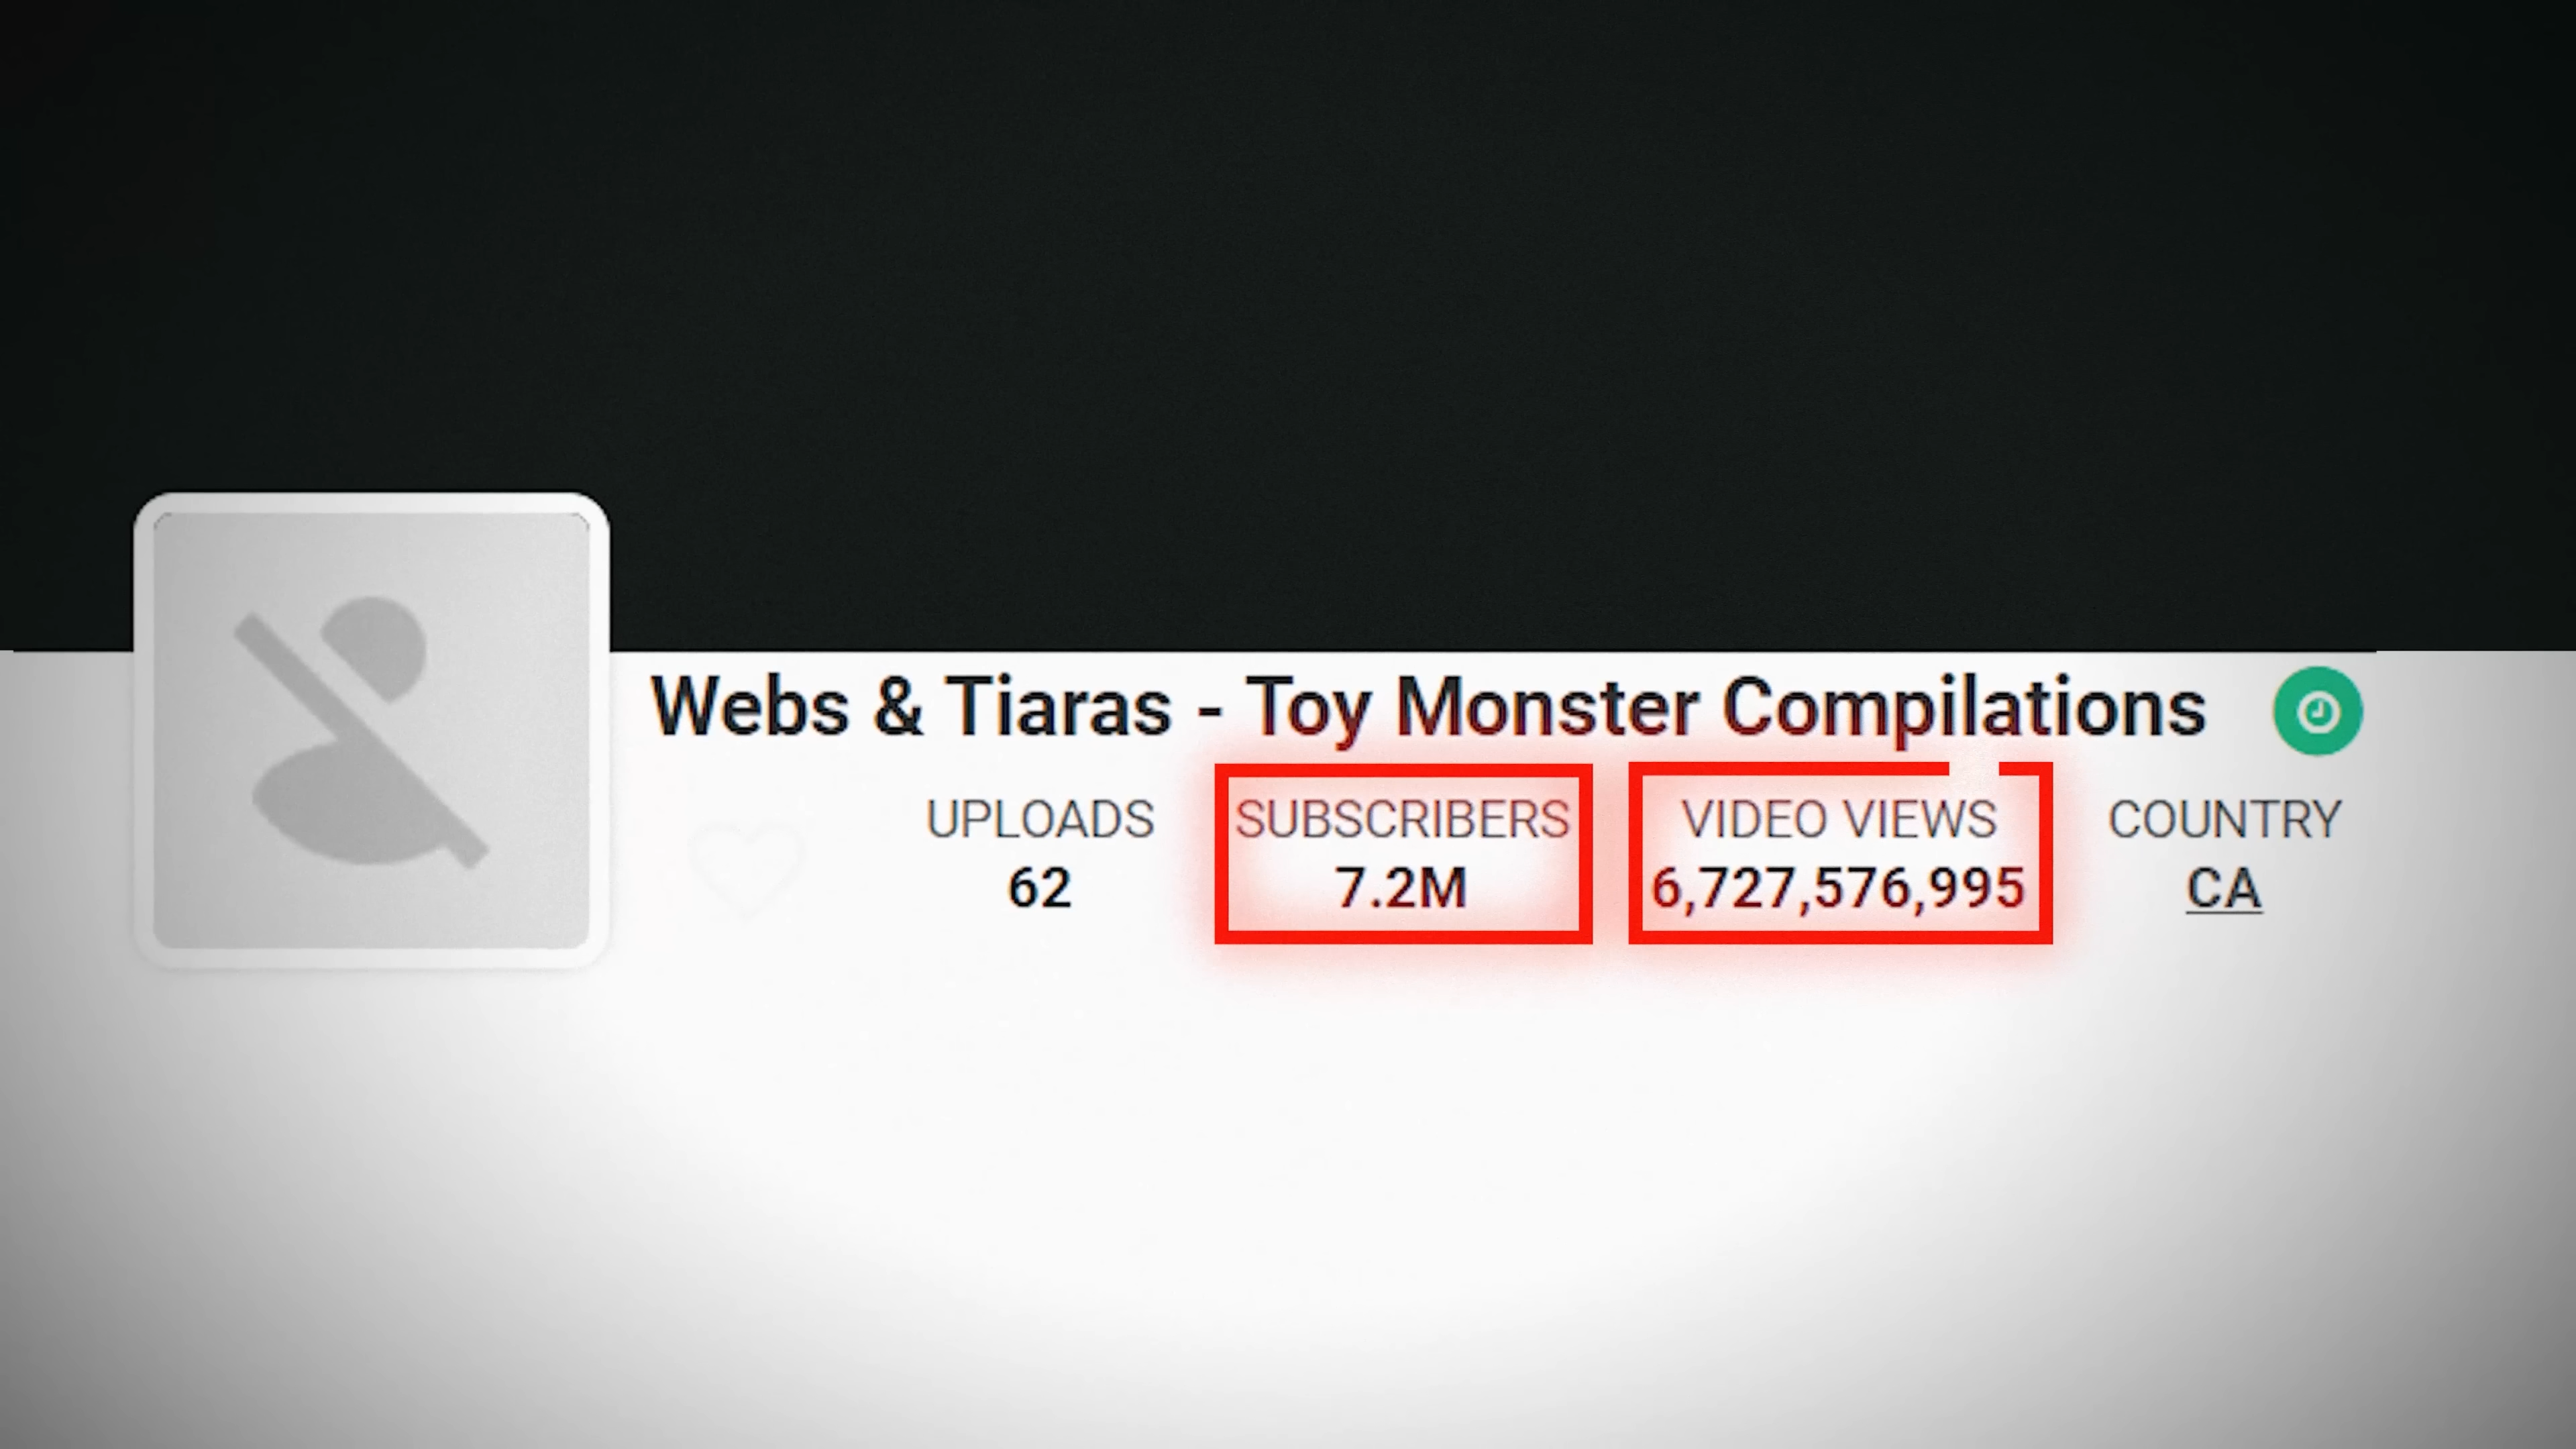 Webs & Tiaras - Toy Monster Compilations
UPLOADS SUBSCRIBERS VIDEO VIEWS COUNTRY
62 7.2M 6,727,576,995 CA